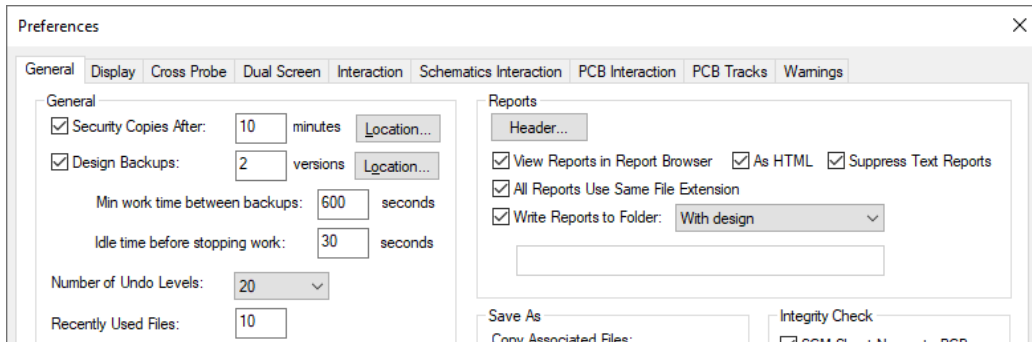 Preferences
General Display Cross Probe Dual Screen Interaction Schematics Interaction PCB Interaction PCB Tracks Warnings
General
Security Copies After: 10 minutes Location...
Design Backups: 2 versions Location...
Min work time between backups: 600 seconds
Idle time before stopping work: 30 seconds
Number of Undo Levels: 20
Recently Used Files: 10
Reports
Header...
View Reports in Report Browser As HTML Suppress Text Reports
All Reports Use Same File Extension
Write Reports to Folder: With design
Save As
Copy Associated Files:
Integrity Check